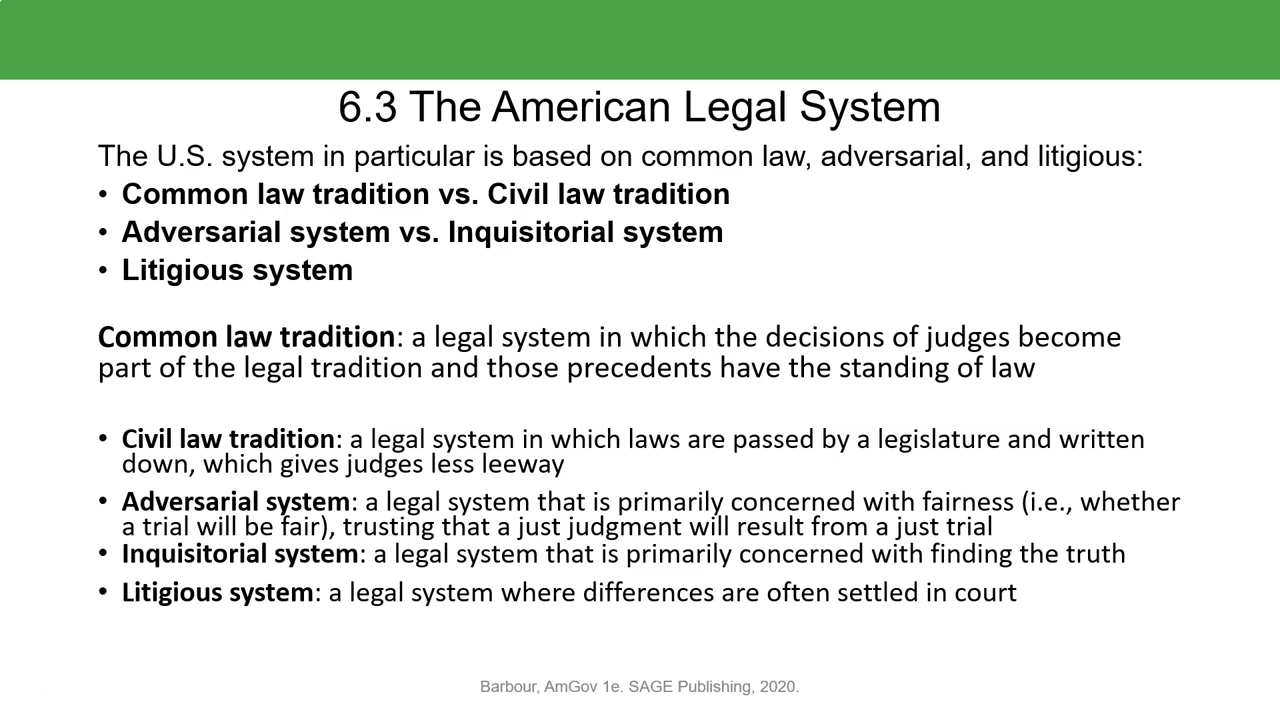 6.3 The American Legal System
The U.S. system in particular is based on common law, adversarial, and litigious:
• Common law tradition vs. Civil law tradition
• Adversarial system vs. Inquisitorial system
• Litigious system
Common law tradition: a legal system in which the decisions of judges become
part of the legal tradition and those precedents have the standing of law
• Civil law tradition: a legal system in which laws are passed by a legislature and written
down, which gives judges less leeway
• Adversarial system: a legal system that is primarily concerned with fairness (i.e., whether
a trial will be fair), trusting that a just judgment will result from a just trial
• Inquisitorial system: a legal system that is primarily concerned with finding the truth
• Litigious system: a legal system where differences are often settled in court
Barbour, AmGov 1e. SAGE Publishing, 2020.